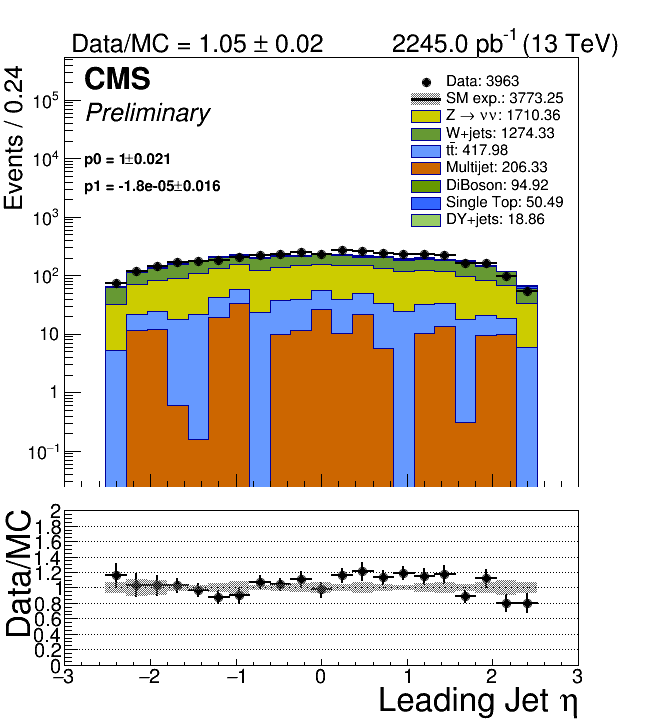 Data/MC = 1.05 ± 0.02 2245.0 pb⁻¹ (13 TeV)
CMS
Preliminary
p0 = 1±0.021
p1 = -1.8e-05±0.016
Data: 3963
SM exp.: 3773.25
Z → νν: 1710.36
W+jets: 1274.33
tt̄: 417.98
Multijet: 206.33
DiBoson: 94.92
Single Top: 50.49
DY+jets: 18.86
Events / 0.24
10⁵
10⁴
10³
10²
10
1
10⁻¹
Data/MC
2
1.8
1.6
1.4
1.2
1
0.8
0.6
0.4
0.2
0
−3 −2 −1 0 1 2 3
Leading Jet η